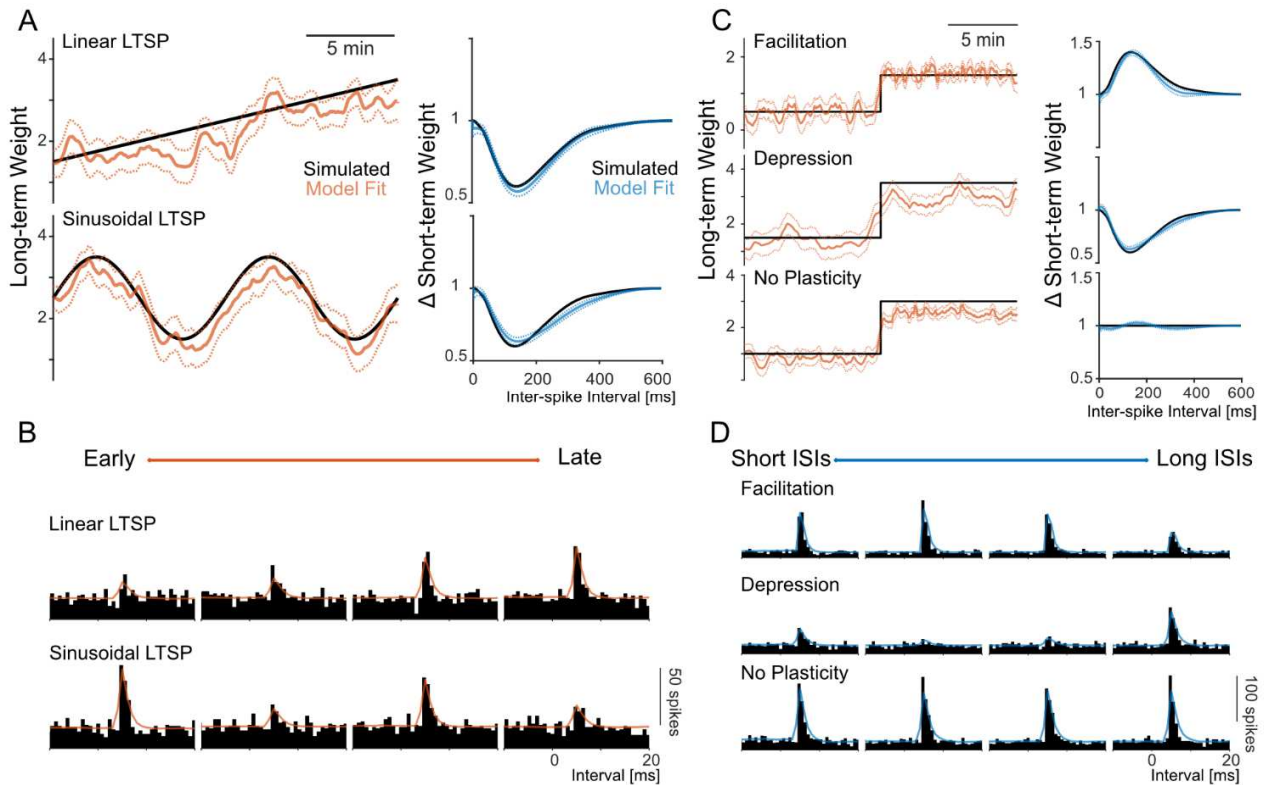 A
Linear LTSP
5 min
4
2
Simulated
Model Fit
Sinusoidal LTSP
4
2
Long-term Weight
1
0.5
Simulated
Model Fit
1
0.5
Δ Short-term Weight
0 200 400 600
Inter-spike Interval [ms]
B
Early Late
Linear LTSP
Sinusoidal LTSP
50 spikes
0 20
Interval [ms]
C
Facilitation
5 min
2
0
Depression
4
2
No Plasticity
4
2
Long-term Weight
1.5
1
1
0.5
1
0.5
Δ Short-term Weight
0 200 400 600
Inter-spike Interval [ms]
D
Short ISIs Long ISIs
Facilitation
Depression
No Plasticity
100 spikes
0 20
Interval [ms]